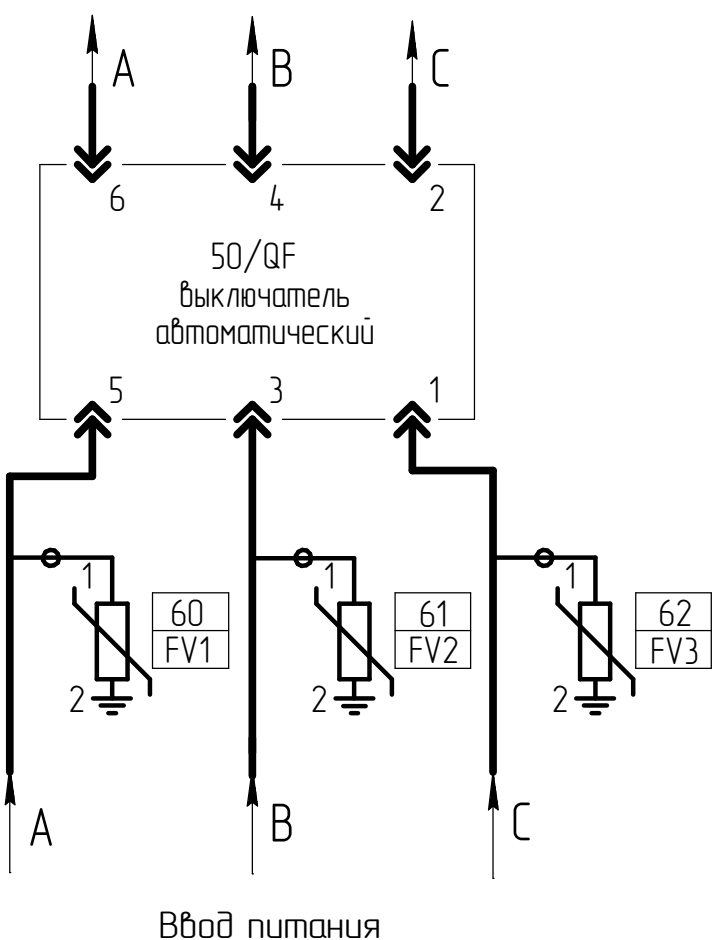 A B C
6 4 2
50/QF
выключатель
автоматический
5 3 1
1 1 1
60 61 62
FV1 FV2 FV3
2 2 2
A B C
Ввод питания